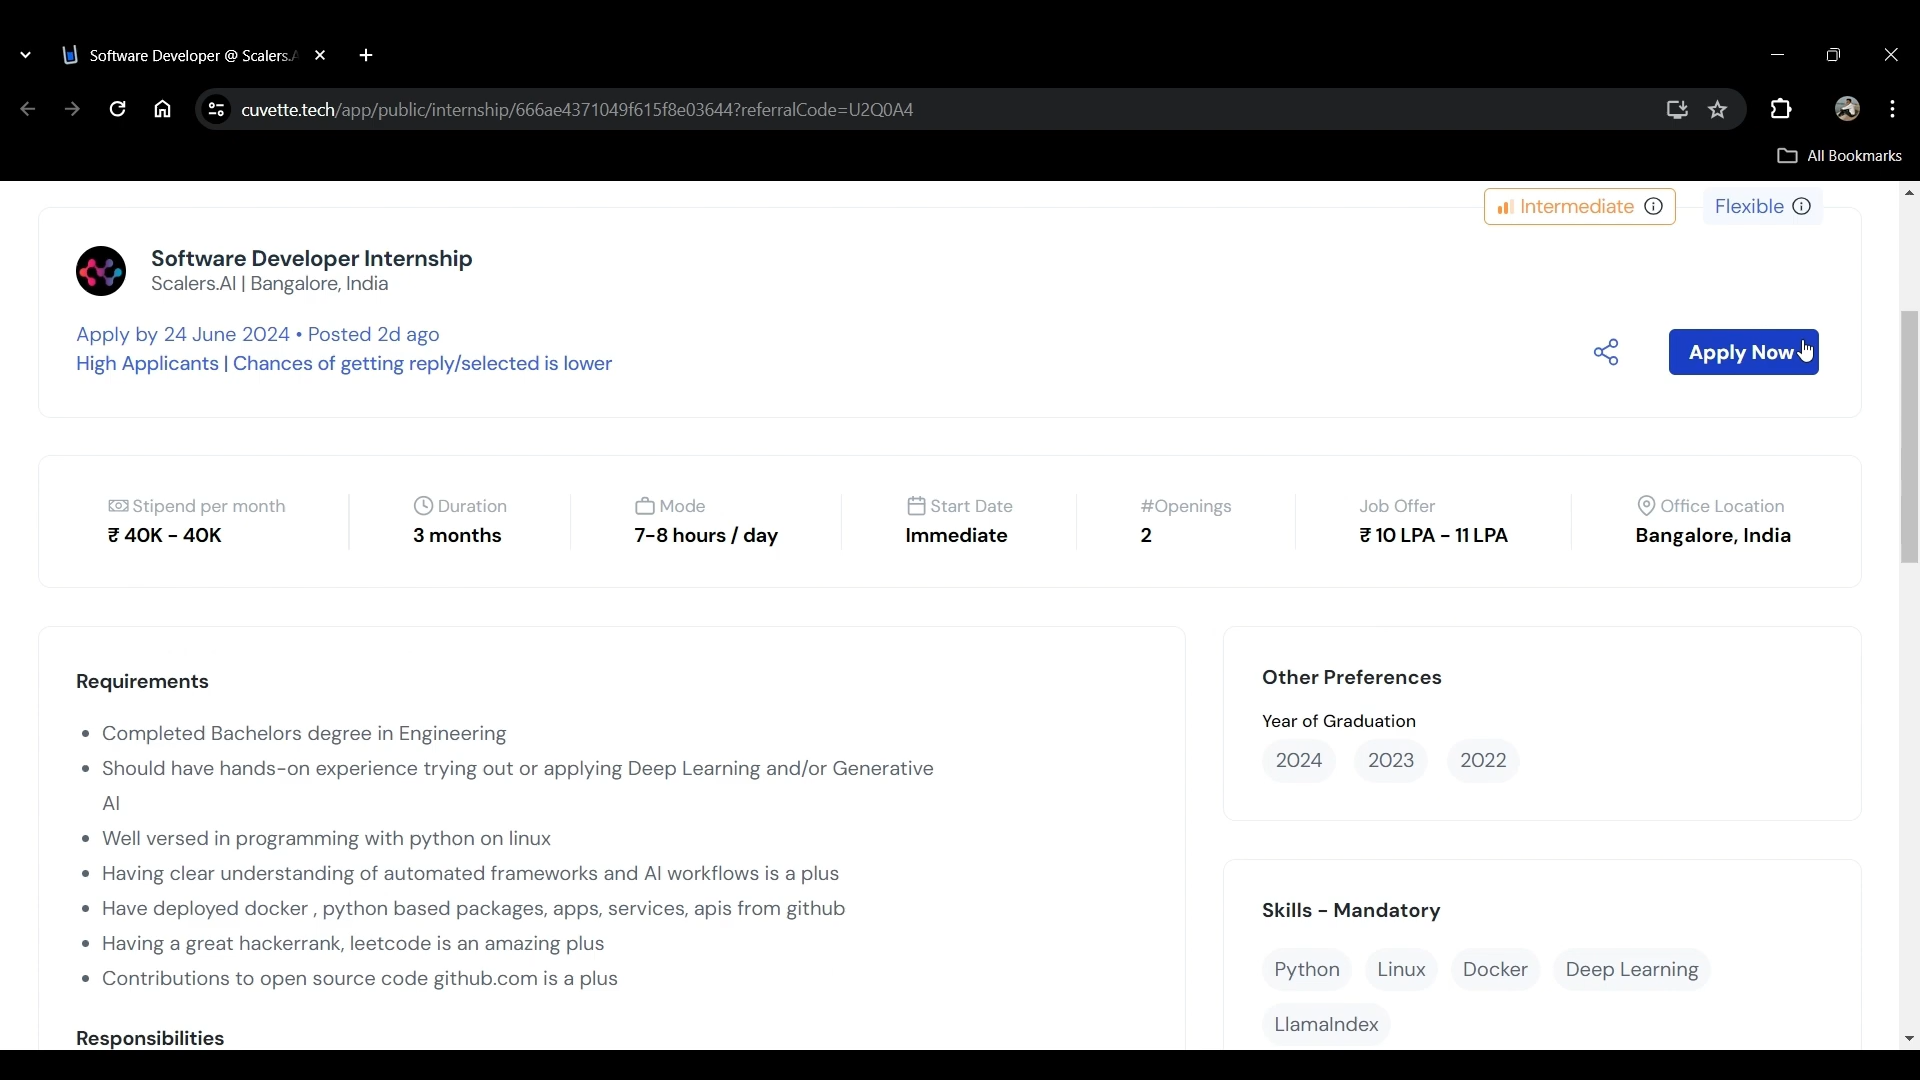 Software Developer @ Scalers.A
cuvette.tech/app/public/internship/666ae4371049f615f8e03644?referralCode=U2Q0A4
All Bookmarks
Intermediate
Flexible
Software Developer Internship
Scalers.AI | Bangalore, India
Apply by 24 June 2024 • Posted 2d ago
High Applicants | Chances of getting reply/selected is lower
Apply Now
Stipend per month
₹ 40K - 40K
Duration
3 months
Mode
7-8 hours / day
Start Date
Immediate
#Openings
2
Job Offer
₹ 10 LPA - 11 LPA
Office Location
Bangalore, India
Requirements
• Completed Bachelors degree in Engineering
• Should have hands-on experience trying out or applying Deep Learning and/or Generative
AI
• Well versed in programming with python on linux
• Having clear understanding of automated frameworks and AI workflows is a plus
• Have deployed docker , python based packages, apps, services, apis from github
• Having a great hackerrank, leetcode is an amazing plus
• Contributions to open source code github.com is a plus
Responsibilities
Other Preferences
Year of Graduation
2024 2023 2022
Skills - Mandatory
Python Linux Docker Deep Learning
LlamaIndex